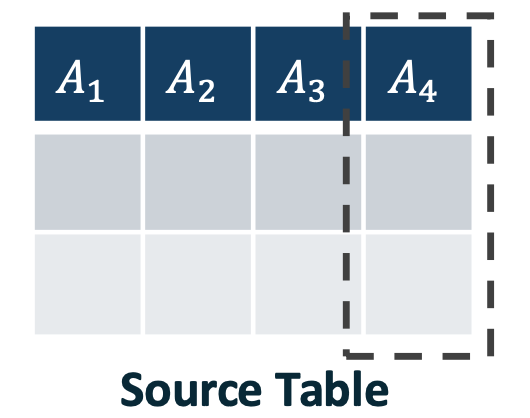 A₁ A₂ A₃ A₄
Source Table